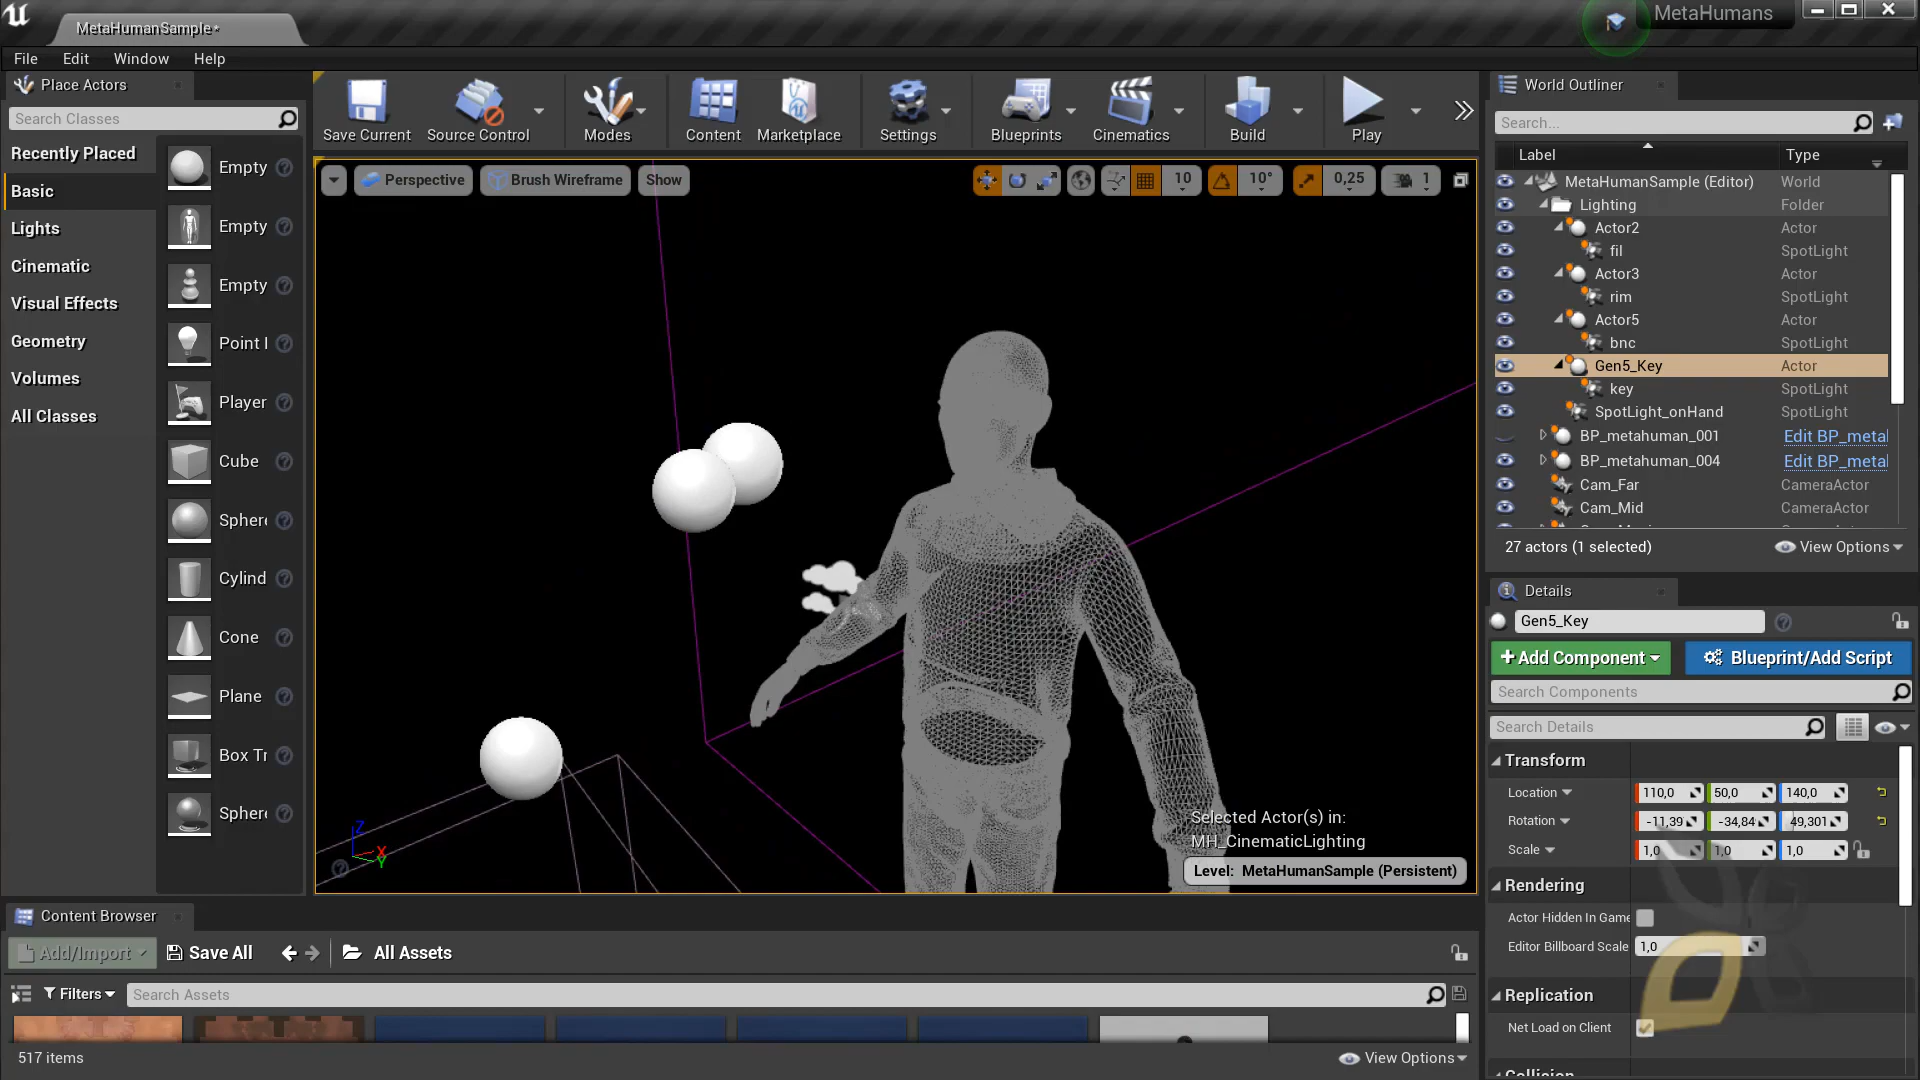 MetaHumanSample*
MetaHumans
File Edit Window Help
Place Actors
Search Classes
Recently Placed
Basic
Lights
Cinematic
Visual Effects
Geometry
Volumes
All Classes
Empty
Empty
Empty
Point
Player
Cube
Sphere
Cylind
Cone
Plane
Box Tr
Sphere
Save Current
Source Control
Modes
Content
Marketplace
Settings
Blueprints
Cinematics
Build
Play
Perspective
Brush Wireframe
Show
10
10°
0,25
1
Z
X
Y
Selected Actor(s) in:
MH_CinematicLighting
Level: MetaHumanSample (Persistent)
World Outliner
Search...
Label Type
MetaHumanSample (Editor) World
Lighting Folder
Actor2 Actor
fil SpotLight
Actor3 Actor
rim SpotLight
Actor5 Actor
bnc SpotLight
Gen5_Key Actor
key SpotLight
SpotLight_onHand SpotLight
BP_metahuman_001 Edit BP_metal
BP_metahuman_004 Edit BP_metal
Cam_Far CameraActor
Cam_Mid CameraActor
27 actors (1 selected)
View Options
Details
Gen5_Key
+Add Component
Blueprint/Add Script
Search Components
Search Details
Transform
Location 110,0 50,0 140,0
Rotation -11,39 -34,84 49,301
Scale 1,0 1,0 1,0
Rendering
Actor Hidden In Game
Editor Billboard Scale 1,0
Replication
Net Load on Client
Collision
Content Browser
Add/Import
Save All
All Assets
Filters
Search Assets
517 items
View Options